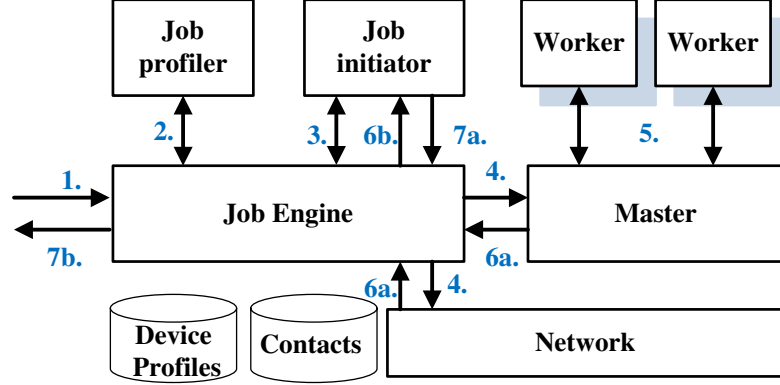 Job
profiler
Job
initiator
Worker
Worker
2.
3.
6b.
7a.
5.
1.
4.
Job Engine
Master
7b.
6a.
6a.
4.
Device
Profiles
Contacts
Network